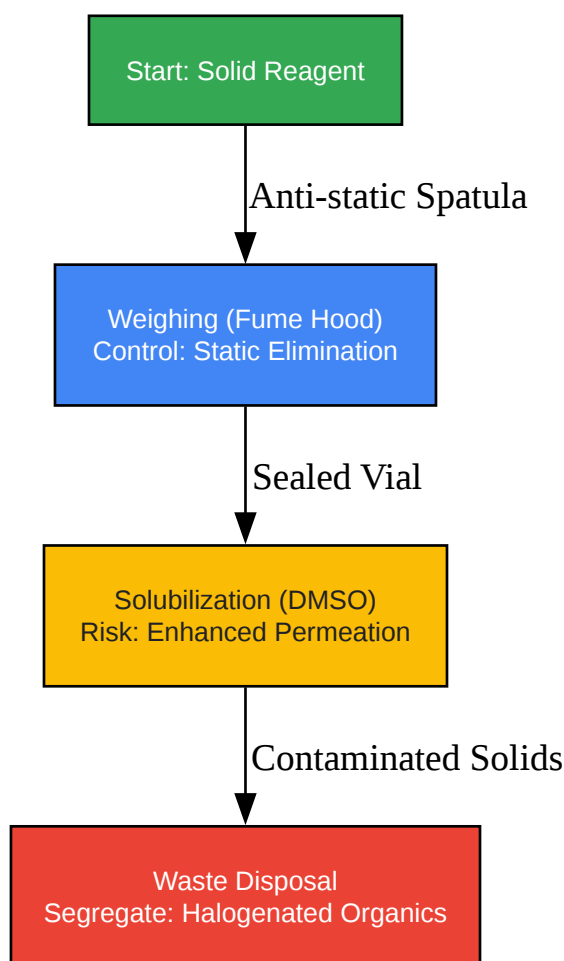 Start: Solid Reagent
Anti-static Spatula
Weighing (Fume Hood)
Control: Static Elimination
Sealed Vial
Solubilization (DMSO)
Risk: Enhanced Permeation
Contaminated Solids
Waste Disposal
Segregate: Halogenated Organics